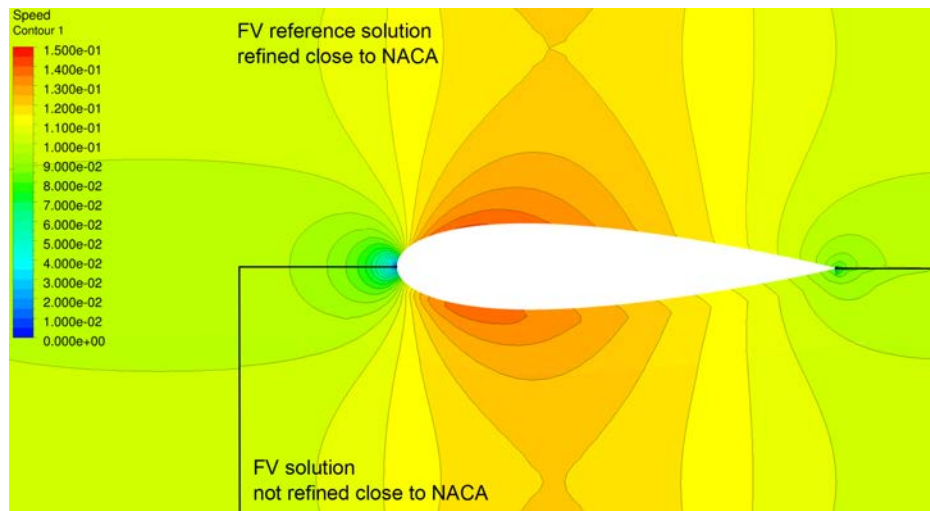 Speed
Contour 1
1.500e-01
1.400e-01
1.200e-01
1.100e-01
1.000e-01
9.000e-02
8.000e-02
7.000e-02
6.000e-02
5.000e-02
4.000e-02
3.000e-02
2.000e-02
1.000e-02
0.000e+00
FV reference solution
refined close to NACA
FV solution
not refined close to NACA